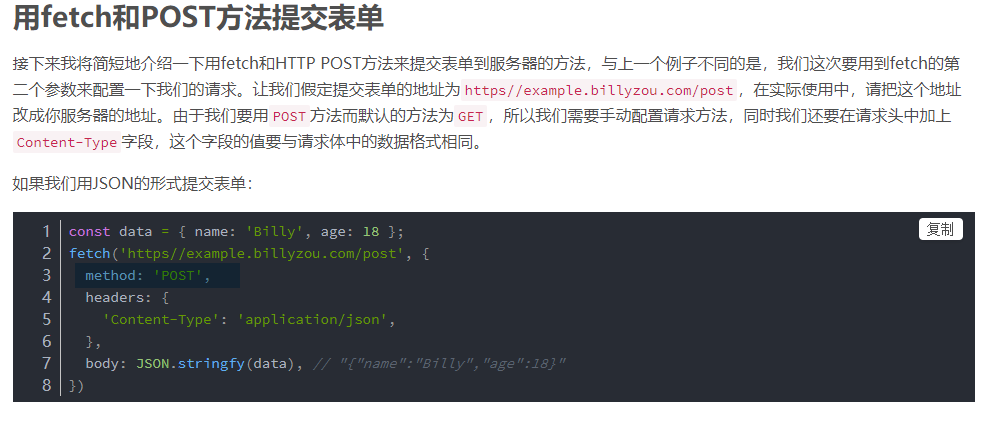 用fetch和POST方法提交表单
接下来我将简短地介绍一下用fetch和HTTP POST方法来提交表单到服务器的方法，与上一个例子不同的是，我们这次要用到fetch的第
二个参数来配置一下我们的请求。让我们假定提交表单的地址为 https//example.billyzou.com/post，在实际使用中，请把这个地址
改成你服务器的地址。由于我们要用 POST 方法而默认的方法为 GET，所以我们需要手动配置请求方法，同时我们还要在请求头中加上
Content-Type 字段，这个字段的值要与请求体中的数据格式相同。
如果我们用JSON的形式提交表单：
复制
1 const data = { name: 'Billy', age: 18 };
2 fetch('https//example.billyzou.com/post', {
3   method: 'POST',
4   headers: {
5     'Content-Type': 'application/json',
6   },
7   body: JSON.stringfy(data), // "{"name":"Billy","age":18}"
8 })